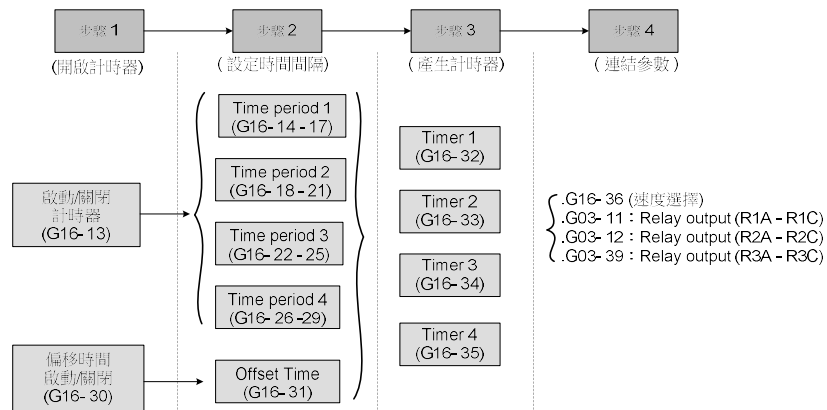 步驟 1
步驟 2
步驟 3
步驟 4
(開啟計時器)
(設定時間間隔)
(產生計時器)
(連結參數)
啟動/關閉
計時器
(G16-13)
偏移時間
啟動/關閉
(G16-30)
Time period 1
(G16-14-17)
Time period 2
(G16-18-21)
Time period 3
(G16-22-25)
Time period 4
(G16-26-29)
Offset Time
(G16-31)
Timer 1
(G16-32)
Timer 2
(G16-33)
Timer 3
(G16-34)
Timer 4
(G16-35)
.G16-36 (速度選擇)
.G03-11：Relay output (R1A - R1C)
.G03-12：Relay output (R2A - R2C)
.G03-39：Relay output (R3A - R3C)